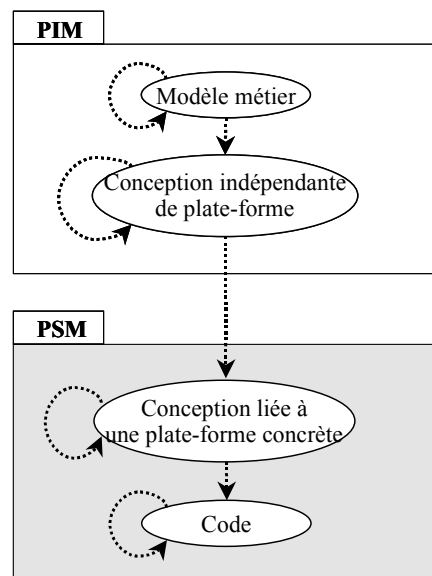 PIM
Modèle métier
Conception indépendante
de plate-forme
PSM
Conception liée à
une plate-forme concrète
Code